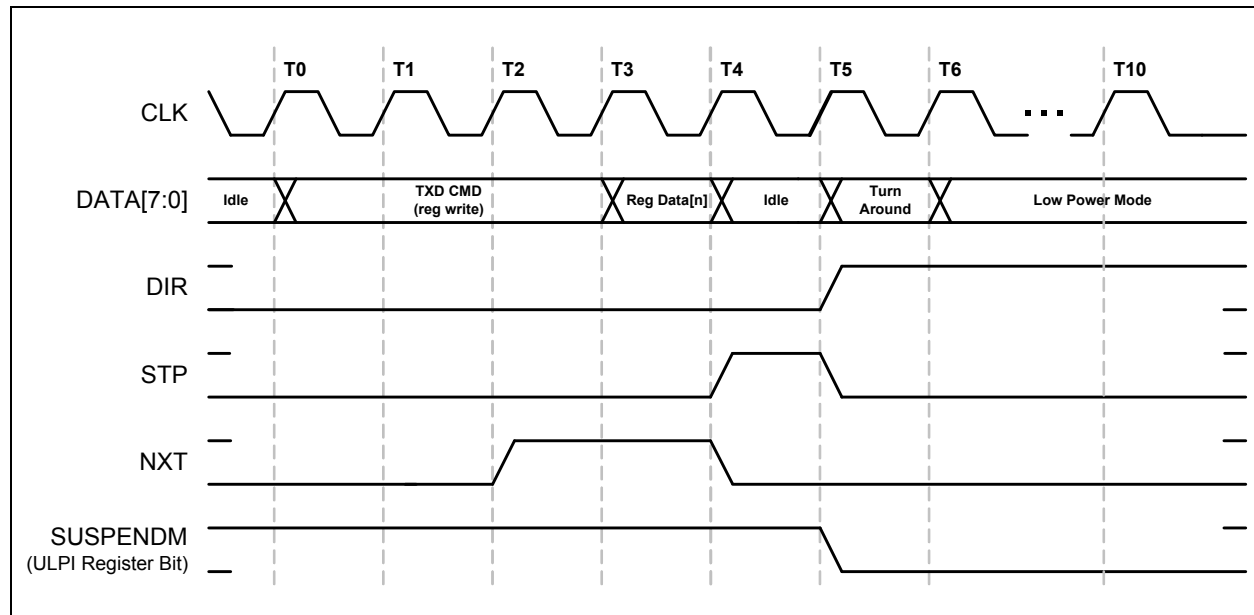 T0 T1 T2 T3 T4 T5 T6 T10
CLK
...
DATA[7:0] Idle TXD CMD (reg write) Reg Data[n] Idle Turn Around Low Power Mode
DIR
STP
NXT
SUSPENDM
(ULPI Register Bit)